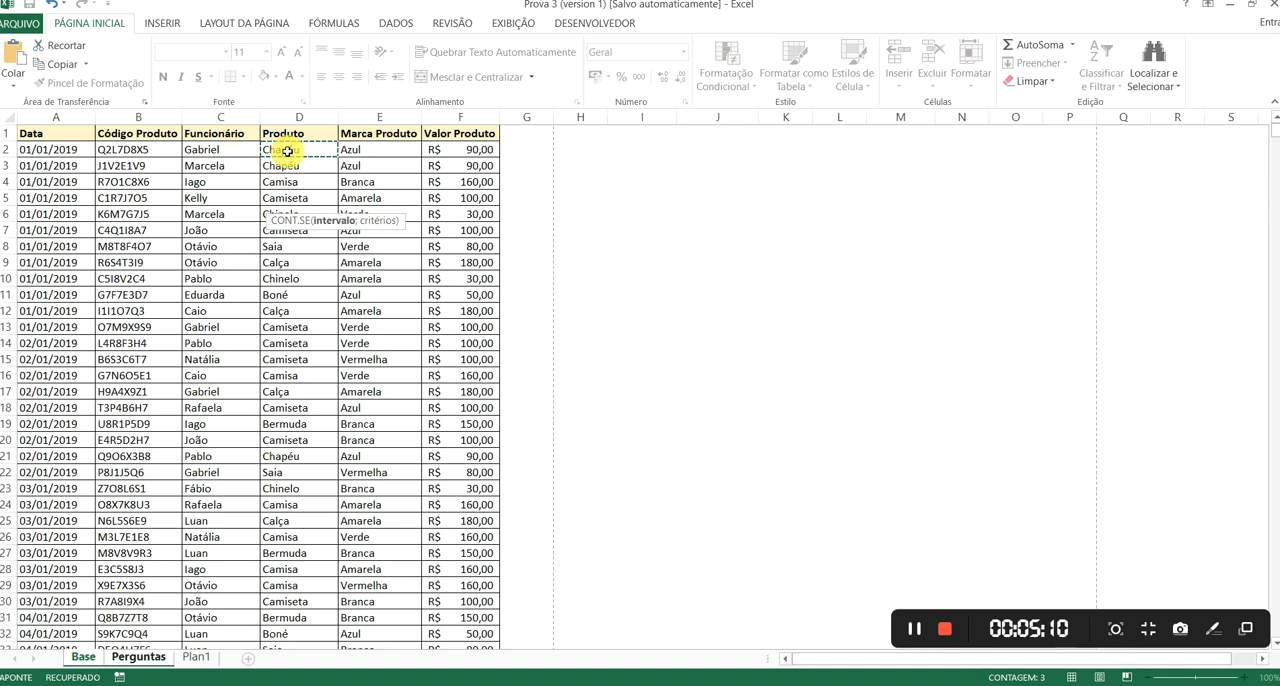 Prova 3 (version 1) [Salvo automaticamente] - Excel
ARQUIVO PÁGINA INICIAL INSERIR LAYOUT DA PÁGINA FÓRMULAS DADOS REVISÃO EXIBIÇÃO DESENVOLVEDOR Entra
Recortar
Copiar
Pincel de Formatação
Colar
Área de Transferência
11
N I S
Fonte
Quebrar Texto Automaticamente
Mesclar e Centralizar
Alinhamento
Geral
% 000
Número
Formatação Condicional
Formatar como Tabela
Estilos de Célula
Estilo
Inserir Excluir Formatar
Células
AutoSoma
Preencher
Limpar
Classificar e Filtrar
Localizar e Selecionar
Edição
A B C D E F G H I J K L M N O P Q R S
1 Data Código Produto Funcionário Produto Marca Produto Valor Produto
2 01/01/2019 Q2L7D8X5 Gabriel Azul R$ 90,00
3 01/01/2019 J1V2E1V9 Marcela Chapéu Azul R$ 90,00
4 01/01/2019 R7O1C8X6 Iago Camisa Branca R$ 160,00
5 01/01/2019 C1R7J7O5 Kelly Camiseta Amarela R$ 100,00
6 01/01/2019 K6M7G7J5 Marcela Chinelo Verde R$ 30,00
CONT.SE(intervalo; critérios)
7 01/01/2019 C4Q1I8A7 João Camiseta Azul R$ 100,00
8 01/01/2019 M8T8F4O7 Otávio Saia Verde R$ 80,00
9 01/01/2019 R6S4T3I9 Otávio Calça Amarela R$ 180,00
10 01/01/2019 C5I8V2C4 Pablo Chinelo Amarela R$ 30,00
11 01/01/2019 G7F7E3D7 Eduarda Boné Azul R$ 50,00
12 01/01/2019 I1I1O7Q3 Caio Calça Amarela R$ 180,00
13 01/01/2019 O7M9X9S9 Gabriel Camiseta Verde R$ 100,00
14 02/01/2019 L4R8F3H4 Pablo Camiseta Verde R$ 100,00
15 02/01/2019 B6S3C6T7 Natália Camiseta Vermelha R$ 100,00
16 02/01/2019 G7N6O5E1 Caio Camisa Verde R$ 160,00
17 02/01/2019 H9A4X9Z1 Gabriel Calça Amarela R$ 180,00
18 02/01/2019 T3P4B6H7 Rafaela Camiseta Azul R$ 100,00
19 02/01/2019 U8R1P5D9 Iago Bermuda Branca R$ 150,00
20 02/01/2019 E4R5D2H7 João Camiseta Branca R$ 100,00
21 02/01/2019 Q9O6X3B8 Pablo Chapéu Azul R$ 90,00
22 02/01/2019 P8J1J5Q6 Gabriel Saia Vermelha R$ 80,00
23 03/01/2019 Z7O8L6S1 Fábio Chinelo Branca R$ 30,00
24 03/01/2019 O8X7K8U3 Rafaela Camisa Amarela R$ 160,00
25 03/01/2019 N6L5S6E9 Luan Calça Amarela R$ 180,00
26 03/01/2019 M3L7E1E8 Natália Camisa Verde R$ 160,00
27 03/01/2019 M8V8V9R3 Luan Bermuda Branca R$ 150,00
28 03/01/2019 E3C5S8J3 Iago Camisa Amarela R$ 160,00
29 03/01/2019 X9E7X3S6 Otávio Camisa Vermelha R$ 160,00
30 03/01/2019 R7A8I9X4 João Camiseta Branca R$ 100,00
31 04/01/2019 Q8B7Z7T8 Otávio Bermuda Branca R$ 150,00
32 04/01/2019 S9K7C9Q4 Luan Boné Azul R$ 50,00
00:05:10
Base Perguntas Plan1
APONTE RECUPERADO CONTAGEM: 3 100%